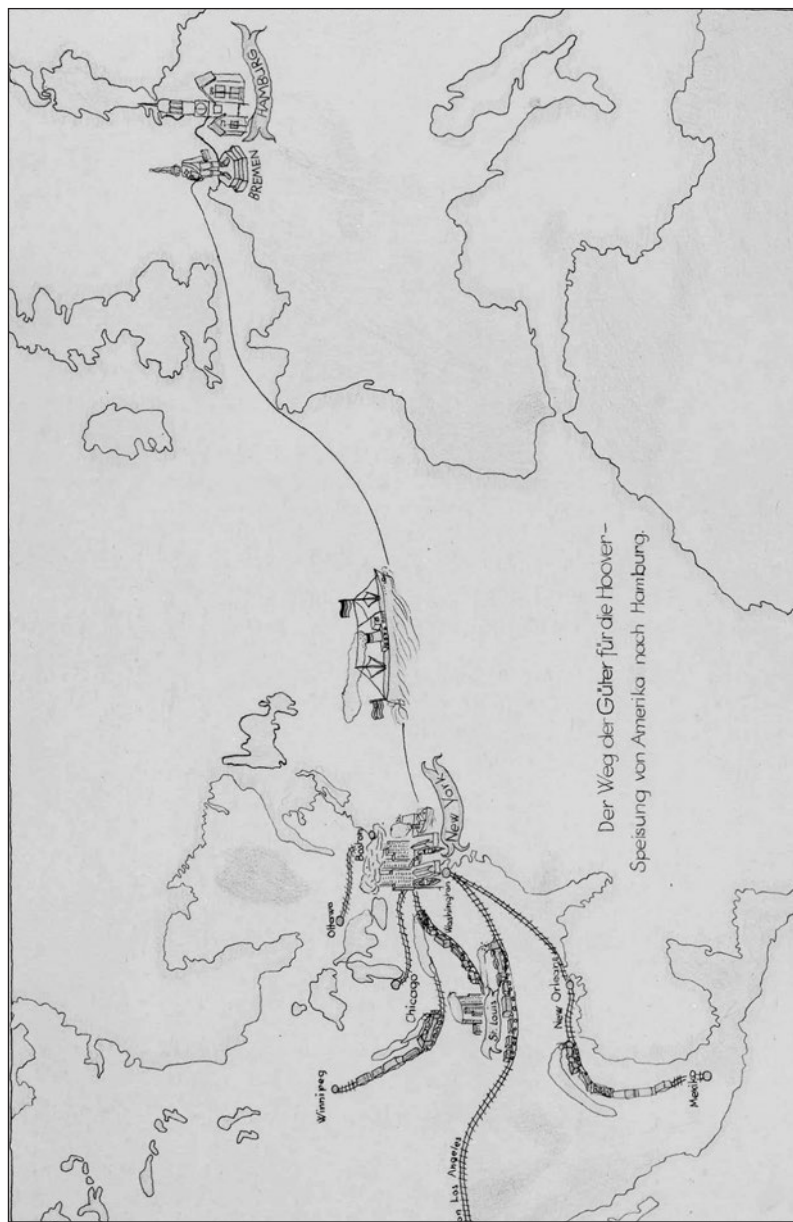 HAMBURG
BREMEN
New York
Boston
Ottawa
Washington
Chicago
Winnipeg
St. Louis
New Orleans
Mexiko
on Los Angeles
Der Weg der Güter für die Hoover-
Speisung von Amerika nach Hamburg.